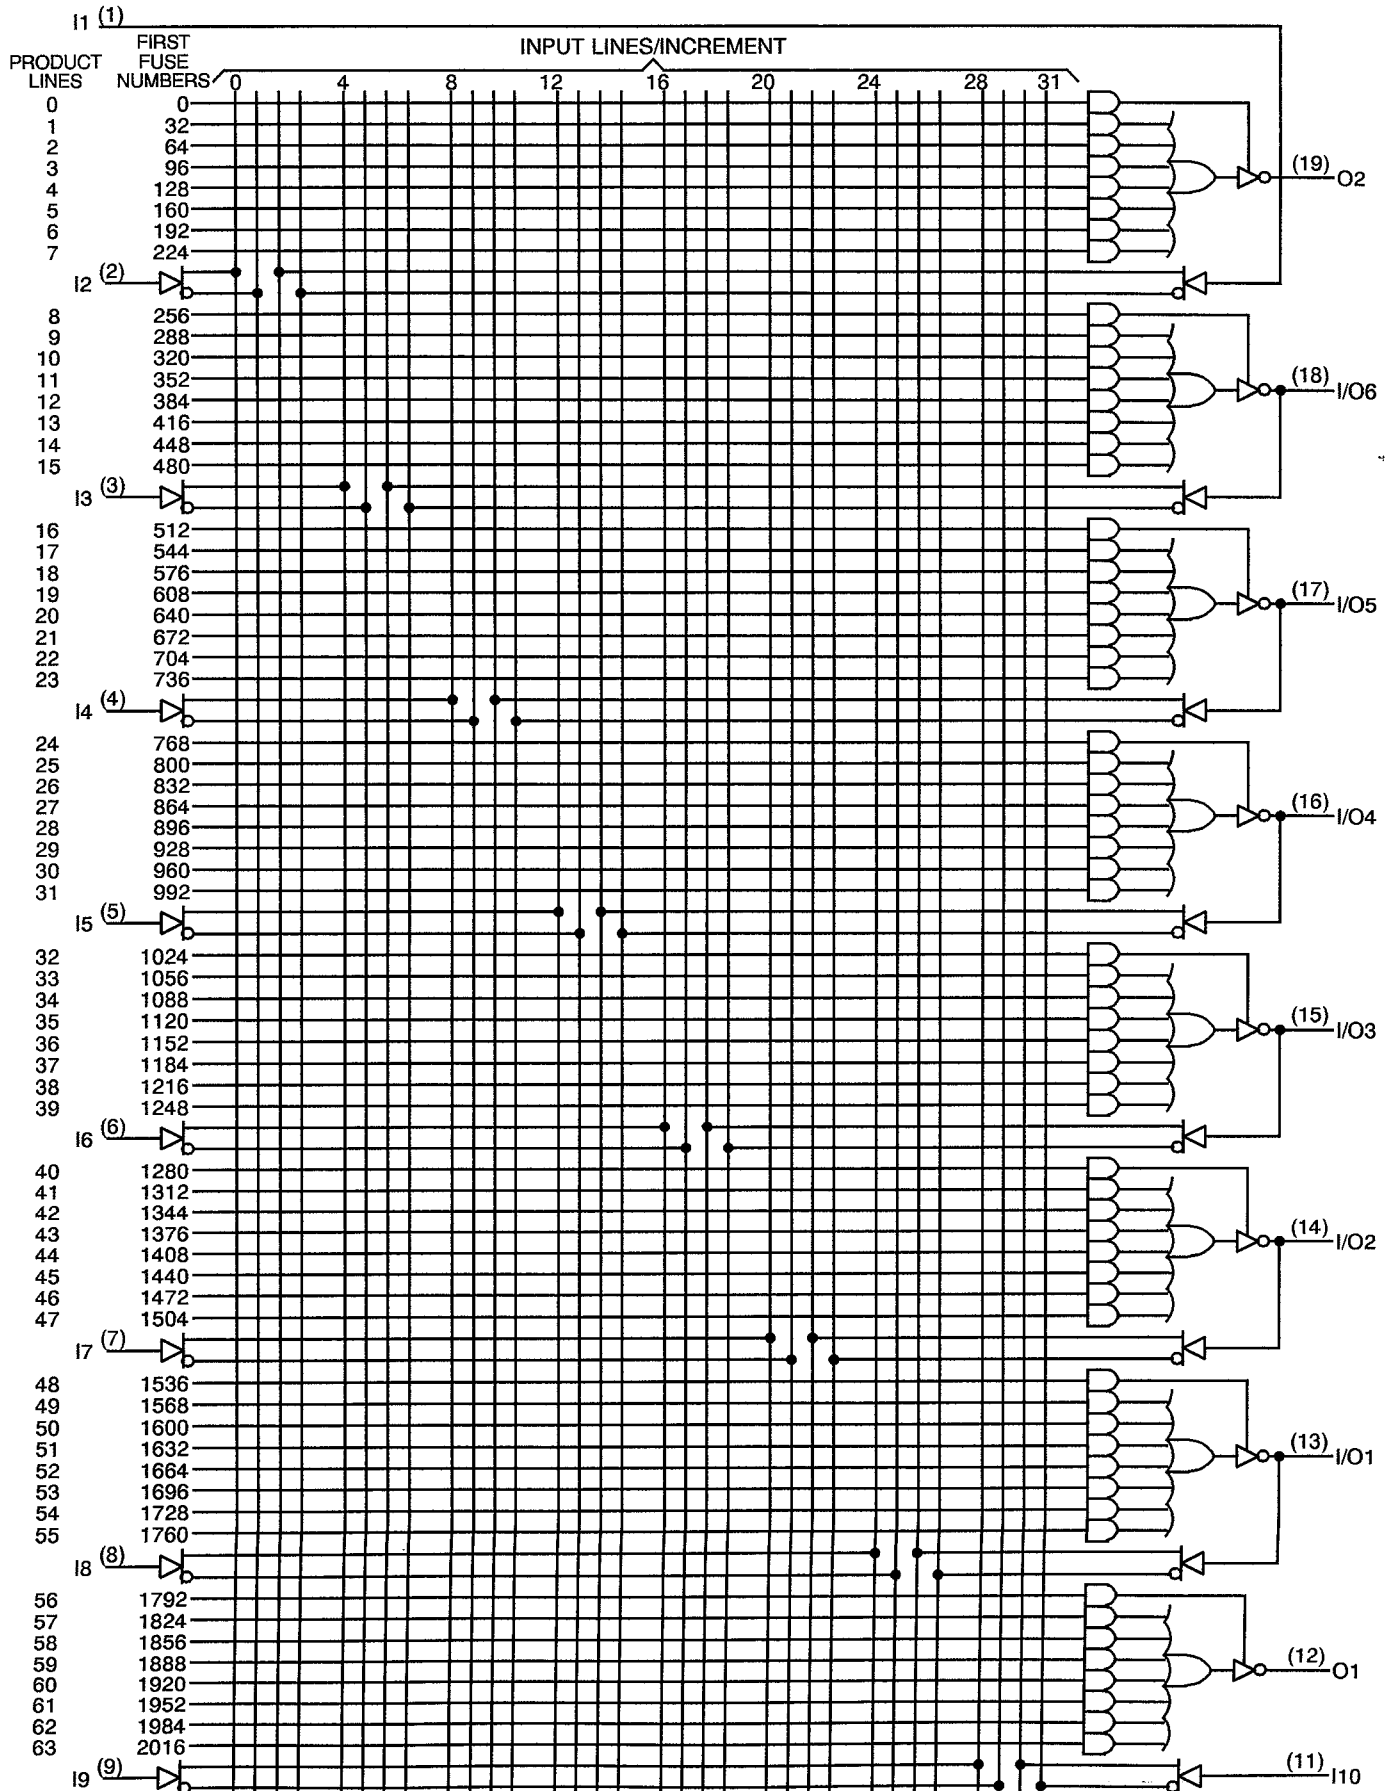 I1 (1)
FIRST
PRODUCT FUSE INPUT LINES/INCREMENT
LINES NUMBERS 0 4 8 12 16 20 24 28 31
0 0
1 32
2 64
3 96 (19) O2
4 128
5 160
6 192
7 224
I2 (2)
8 256
9 288
10 320
11 352 (18) I/O6
12 384
13 416
14 448
15 480
I3 (3)
16 512
17 544
18 576
19 608 (17) I/O5
20 640
21 672
22 704
23 736
I4 (4)
24 768
25 800
26 832
27 864 (16) I/O4
28 896
29 928
30 960
31 992
I5 (5)
32 1024
33 1056
34 1088
35 1120 (15) I/O3
36 1152
37 1184
38 1216
39 1248
I6 (6)
40 1280
41 1312
42 1344
43 1376 (14) I/O2
44 1408
45 1440
46 1472
47 1504
I7 (7)
48 1536
49 1568
50 1600
51 1632 (13) I/O1
52 1664
53 1696
54 1728
55 1760
I8 (8)
56 1792
57 1824
58 1856
59 1888 (12) O1
60 1920
61 1952
62 1984
63 2016
I9 (9) (11) I10